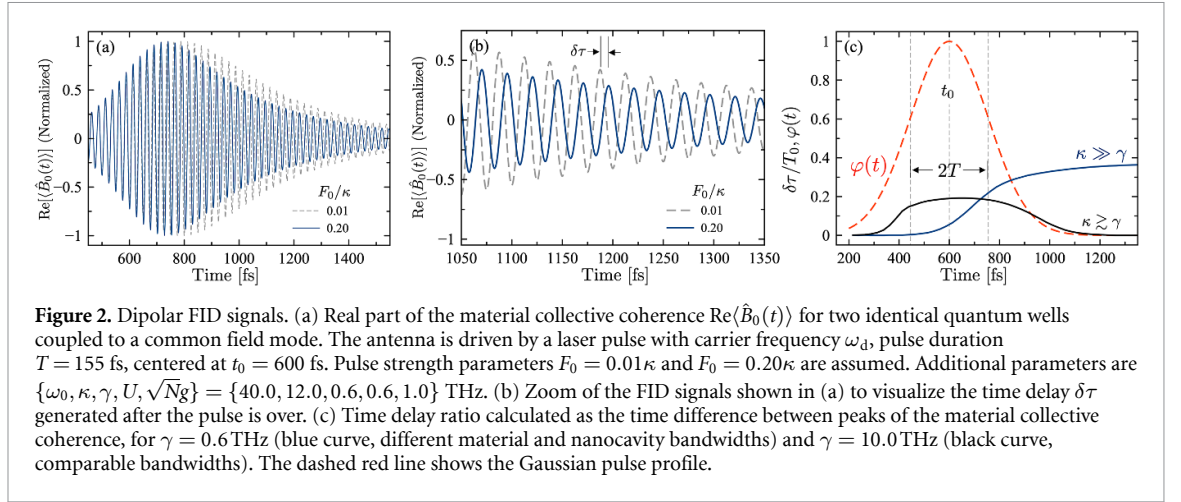 (a)
Re[⟨B̂₀(t)⟩] (Normalized)
1
0.5
0
−0.5
−1
F₀/κ
0.01
0.20
600 800 1000 1200 1400
Time [fs]
(b)
δτ
Re[⟨B̂₀(t)⟩] (Normalized)
0.5
0
−0.5
−1
F₀/κ
0.01
0.20
1050 1100 1150 1200 1250 1300 1350
Time [fs]
(c)
δτ/T₀, φ(t)
1
0.8
0.6
0.4
0.2
0
t₀
φ(t)
2T
κ ≫ γ
κ ≳ γ
200 400 600 800 1000 1200
Time [fs]
Figure 2. Dipolar FID signals. (a) Real part of the material collective coherence Re⟨B̂₀(t)⟩ for two identical quantum wells
coupled to a common field mode. The antenna is driven by a laser pulse with carrier frequency ω_d, pulse duration
T = 155 fs, centered at t₀ = 600 fs. Pulse strength parameters F₀ = 0.01κ and F₀ = 0.20κ are assumed. Additional parameters are
{ω₀, κ, γ, U, √Ng} = {40.0, 12.0, 0.6, 0.6, 1.0} THz. (b) Zoom of the FID signals shown in (a) to visualize the time delay δτ
generated after the pulse is over. (c) Time delay ratio calculated as the time difference between peaks of the material collective
coherence, for γ = 0.6 THz (blue curve, different material and nanocavity bandwidths) and γ = 10.0 THz (black curve,
comparable bandwidths). The dashed red line shows the Gaussian pulse profile.